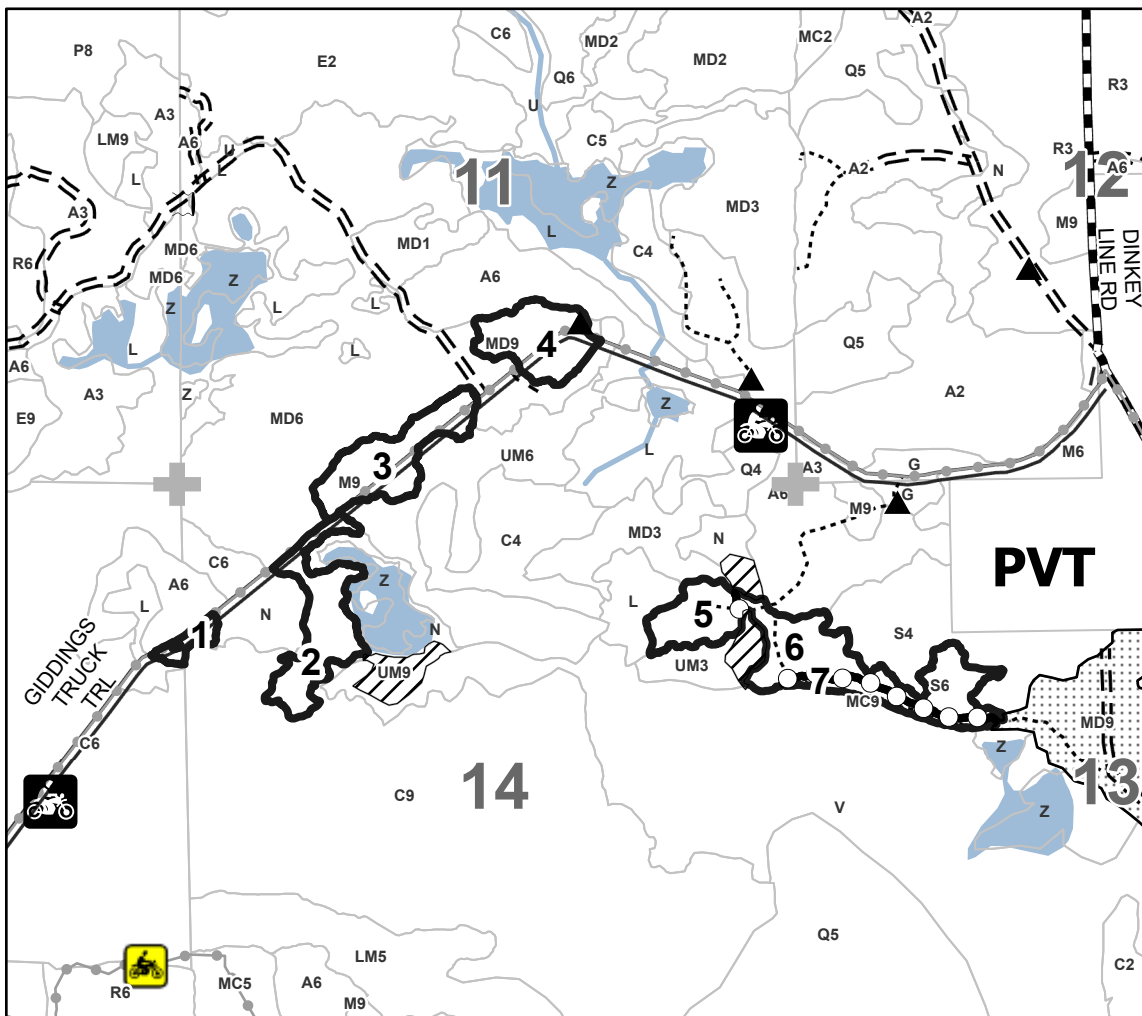 A2
C6
MD2
MC2
P8
E2
MD2
Q5
Q6
R3
A3
U
LM9
A6
C5
R3
U
L
11
Z
A2
N
A6
12
L
L
A3
MD3
M9
L
MD1
C4
MD6
R6
MD6
Z
A6
DINKEY
LINE RD
Z
L
L
4
L
MD9
Q5
A6
A3
Z
A2
E9
Z
MD6
UM6
L
M6
3
Q4
A3
G
M9
A6
G
M9
C4
MD3
N
C6
PVT
A6
Z
L
L
N
5
N
S4
1
6
2
UM9
UM3
GIDDINGS
TRUCK
TRL
7
S6
MC9
MD9
C6
Z
14
13
C9
V
Z
Q5
LM5
C2
R6
MC5
A6
M9